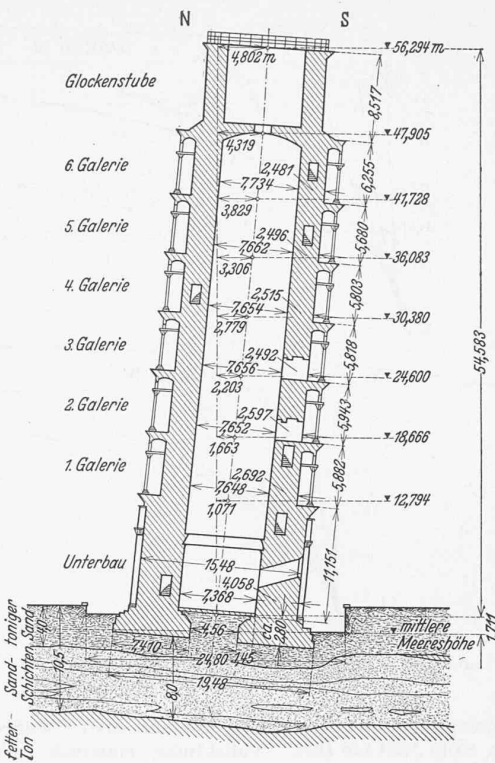 N S
56,294 m
4,802 m
Glockenstube
8,517
47,905
4,319
6. Galerie
2,481
7,734
6,255
41,728
3,829
5. Galerie
2,496
7,662
5,680
36,083
3,306
4. Galerie
2,515
7,654
5,803
30,380
2,779
3. Galerie
2,492
7,656
5,818
24,600
2,203
54,583
2. Galerie
2,597
7,652
5,943
18,666
1,663
1. Galerie
2,692
7,648
5,882
12,794
1,071
11,151
Unterbau
15,48
4,058
7,368
ca.
2,80
mittlere
Meereshöhe
1,711
4,56
7,410
24,80
19,48
4,0
10,5
8,0
toniger
Sand
Sand-
Schichten
fetter-
Ton